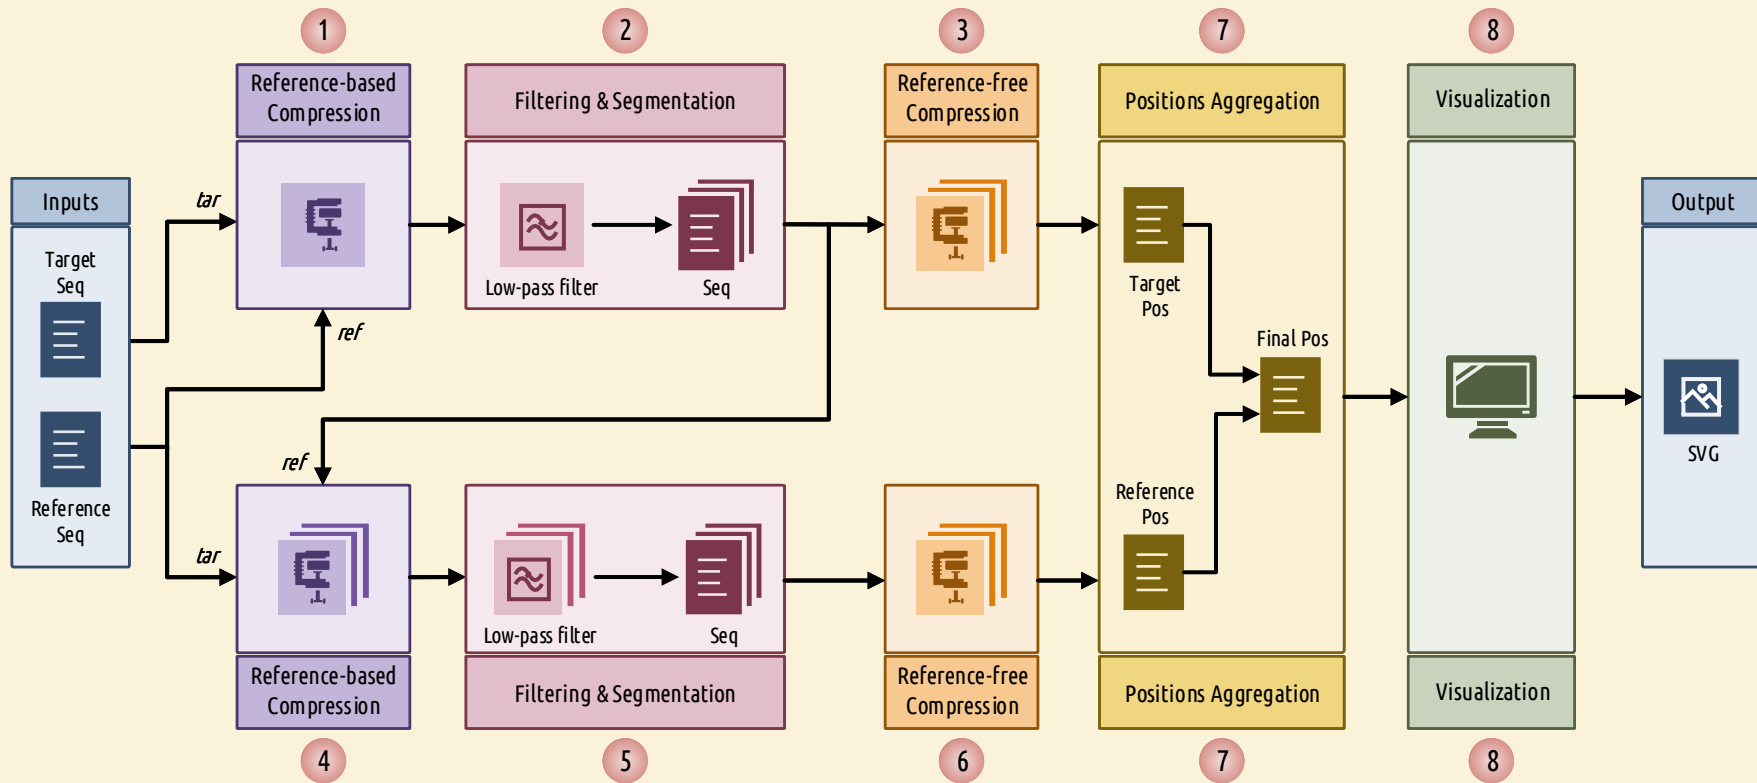 1
2
3
7
8
Reference-based
Compression
Filtering & Segmentation
Reference-free
Compression
Positions Aggregation
Visualization
Inputs
Target
Seq
Reference
Seq
tar
ref
Low-pass filter
Seq
Target
Pos
Final Pos
Reference
Pos
Output
SVG
ref
tar
Low-pass filter
Seq
Reference-based
Compression
Filtering & Segmentation
Reference-free
Compression
Positions Aggregation
Visualization
4
5
6
7
8